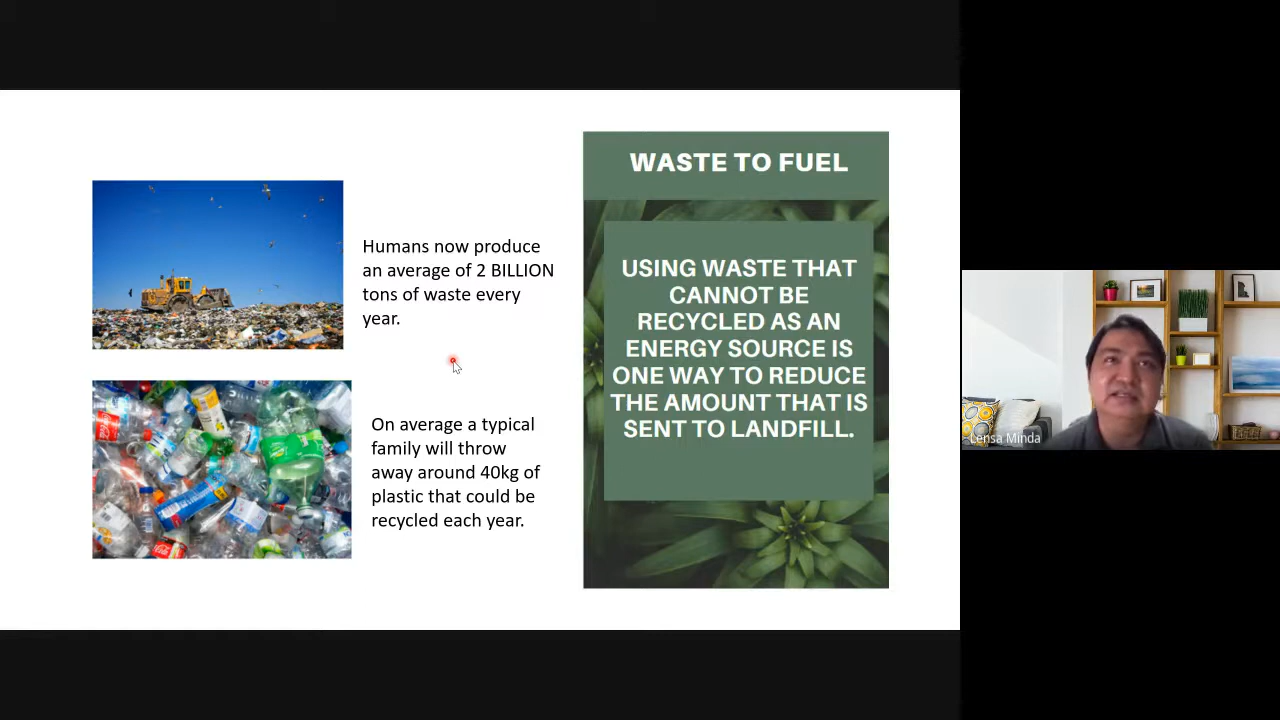 Humans now produce
an average of 2 BILLION
tons of waste every
year.
On average a typical
family will throw
away around 40kg of
plastic that could be
recycled each year.
WASTE TO FUEL
USING WASTE THAT
CANNOT BE
RECYCLED AS AN
ENERGY SOURCE IS
ONE WAY TO REDUCE
THE AMOUNT THAT IS
SENT TO LANDFILL.
Lensa Minda